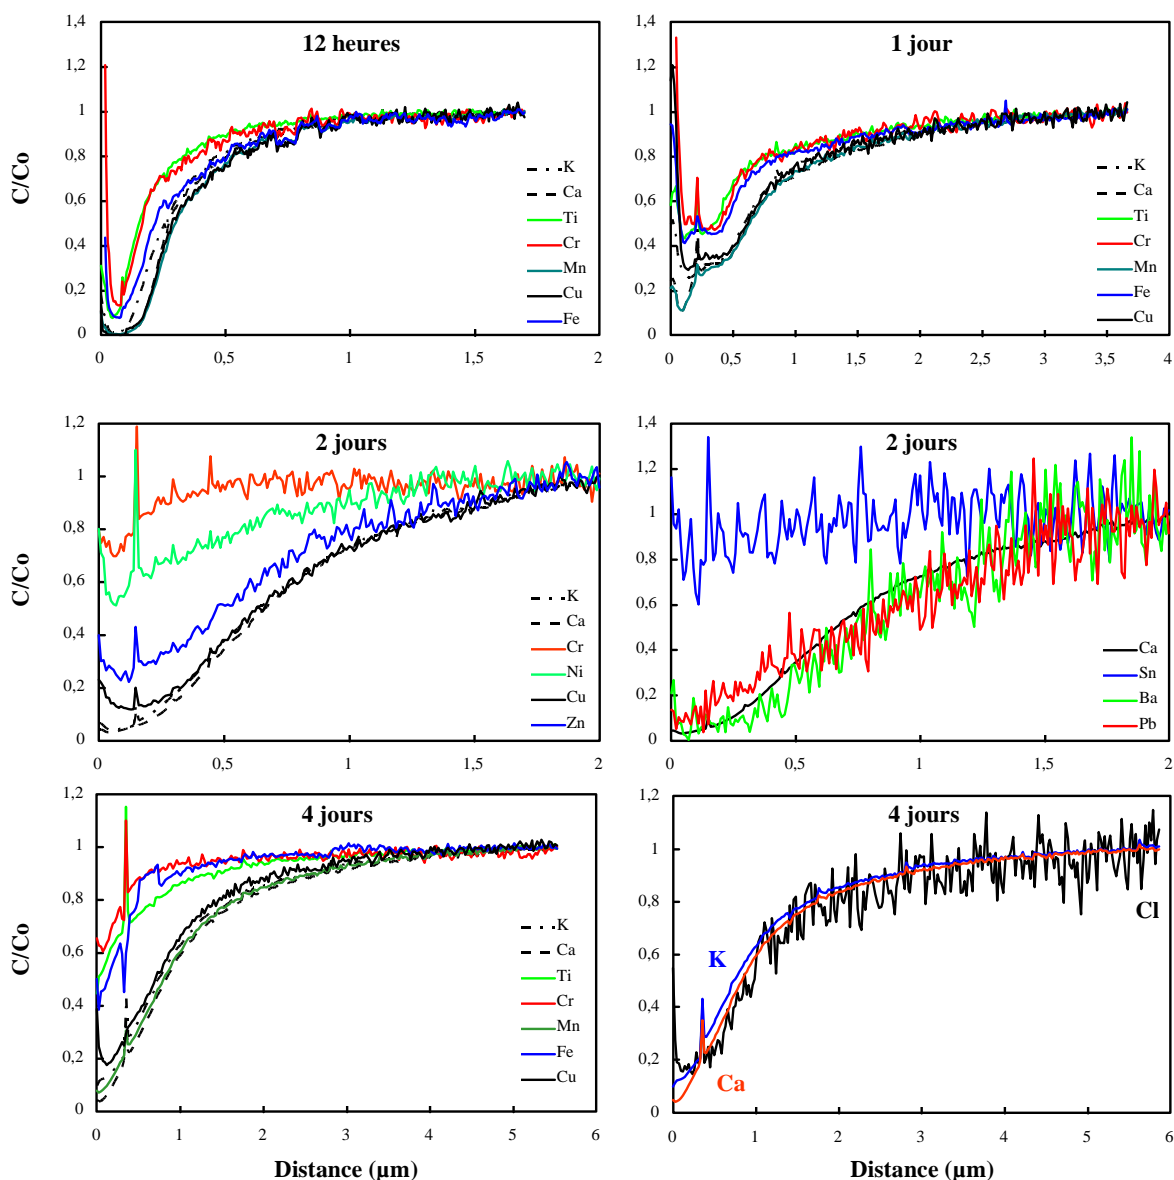 12 heures
C/Co
1,4
1,2
1
0,8
0,6
0,4
0,2
0
0
0,5
1
1,5
2
K
Ca
Ti
Cr
Mn
Cu
Fe
1 jour
1,4
1,2
1
0,8
0,6
0,4
0,2
0
0
0,5
1
1,5
2
2,5
3
3,5
4
K
Ca
Ti
Cr
Mn
Fe
Cu
2 jours
C/Co
1,2
1
0,8
0,6
0,4
0,2
0
0
0,5
1
1,5
2
K
Ca
Cr
Ni
Cu
Zn
2 jours
1,4
1,2
1
0,8
0,6
0,4
0,2
0
0
0,5
1
1,5
2
Ca
Sn
Ba
Pb
4 jours
C/Co
1,2
1
0,8
0,6
0,4
0,2
0
0
1
2
3
4
5
6
K
Ca
Ti
Cr
Mn
Fe
Cu
Distance (µm)
4 jours
1,2
1
0,8
0,6
0,4
0,2
0
0
1
2
3
4
5
6
Cl
K
Ca
Distance (µm)